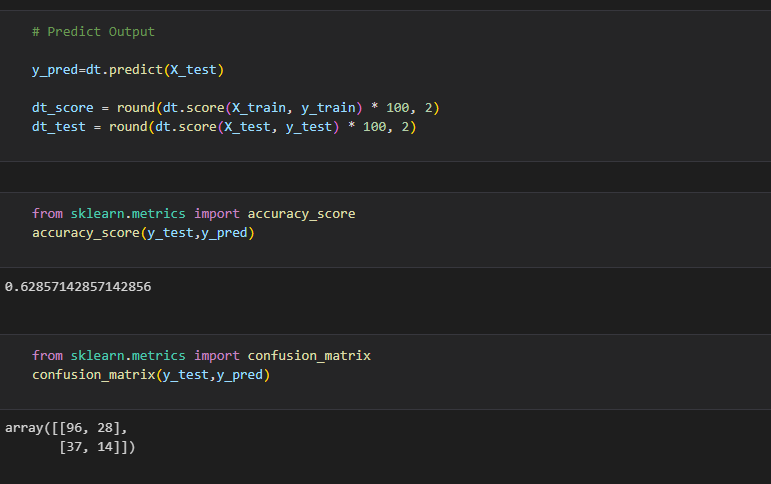 # Predict Output
y_pred=dt.predict(X_test)
dt_score = round(dt.score(X_train, y_train) * 100, 2)
dt_test = round(dt.score(X_test, y_test) * 100, 2)
from sklearn.metrics import accuracy_score
accuracy_score(y_test,y_pred)
0.62857142857142856
from sklearn.metrics import confusion_matrix
confusion_matrix(y_test,y_pred)
array([[96, 28],
       [37, 14]])